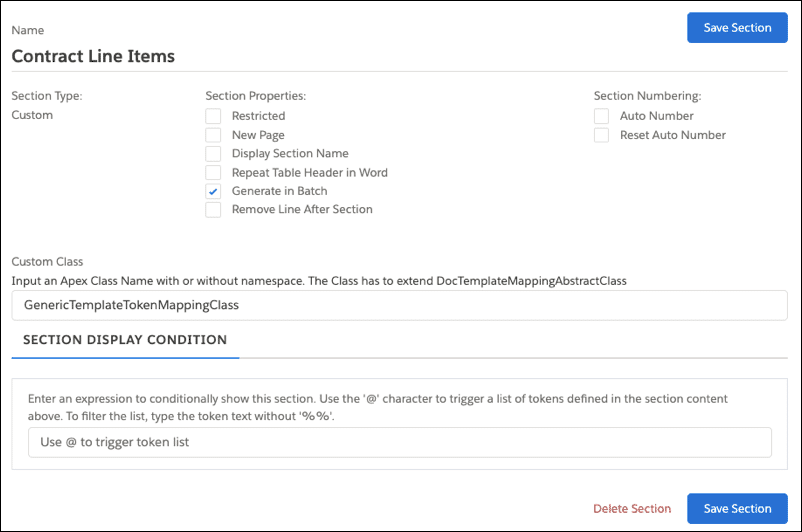 Name
Save Section
Contract Line Items
Section Type:
Section Properties:
Section Numbering:
Custom
Restricted
Auto Number
New Page
Reset Auto Number
Display Section Name
Repeat Table Header in Word
Generate in Batch
Remove Line After Section
Custom Class
Input an Apex Class Name with or without namespace. The Class has to extend DocTemplateMappingAbstractClass
GenericTemplateTokenMappingClass
SECTION DISPLAY CONDITION
Enter an expression to conditionally show this section. Use the '@' character to trigger a list of tokens defined in the section content
above. To filter the list, type the token text without '%%'.
Use @ to trigger token list
Delete Section
Save Section